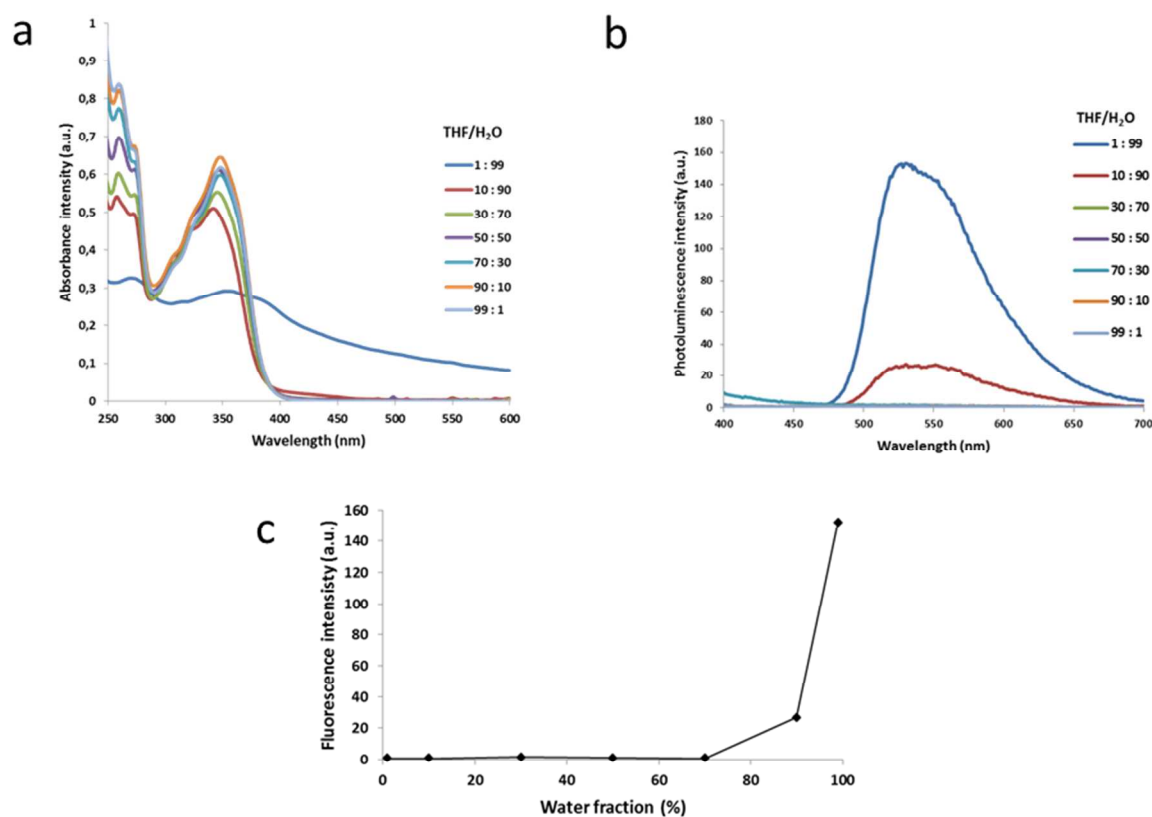 a
Absorbance intensity (a.u.)
1
0,9
0,8
0,7
0,6
0,5
0,4
0,3
0,2
0,1
0
250 300 350 400 450 500 550 600
Wavelength (nm)
THF/H₂O
1 : 99
10 : 90
30 : 70
50 : 50
70 : 30
90 : 10
99 : 1
b
Photoluminescence intensity (a.u.)
180
160
140
120
100
80
60
40
20
0
400 450 500 550 600 650 700
Wavelength (nm)
THF/H₂O
1 : 99
10 : 90
30 : 70
50 : 50
70 : 30
90 : 10
99 : 1
c
Fluorescence intensisty (a.u.)
160
140
120
100
80
60
40
20
0
0 20 40 60 80 100
Water fraction (%)